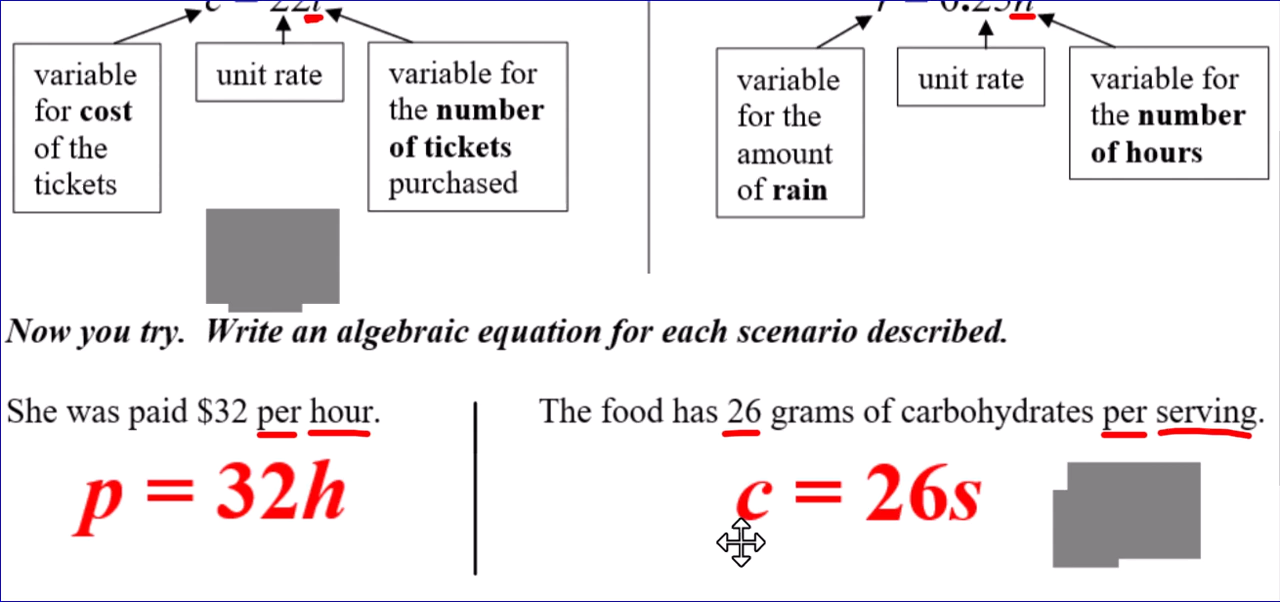 c = 22t
r = 0.25h
variable
for cost
of the
tickets
unit rate
variable for
the number
of tickets
purchased
variable
for the
amount
of rain
unit rate
variable for
the number
of hours
Now you try. Write an algebraic equation for each scenario described.
She was paid $32 per hour.
p = 32h
The food has 26 grams of carbohydrates per serving.
c = 26s